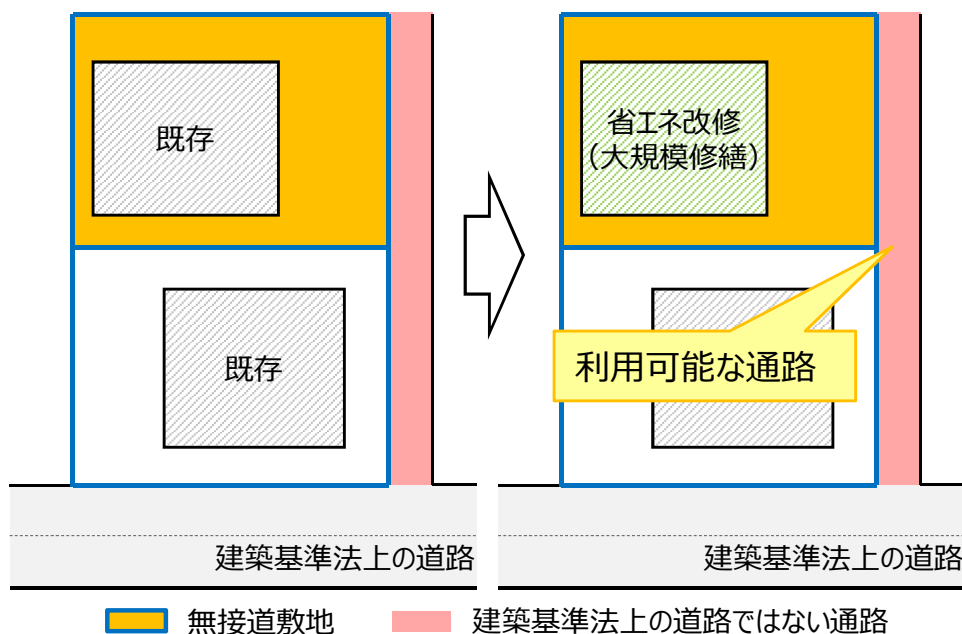 既存
既存
建築基準法上の道路
省エネ改修
（大規模修繕）
利用可能な通路
建築基準法上の道路
無接道敷地
建築基準法上の道路ではない通路